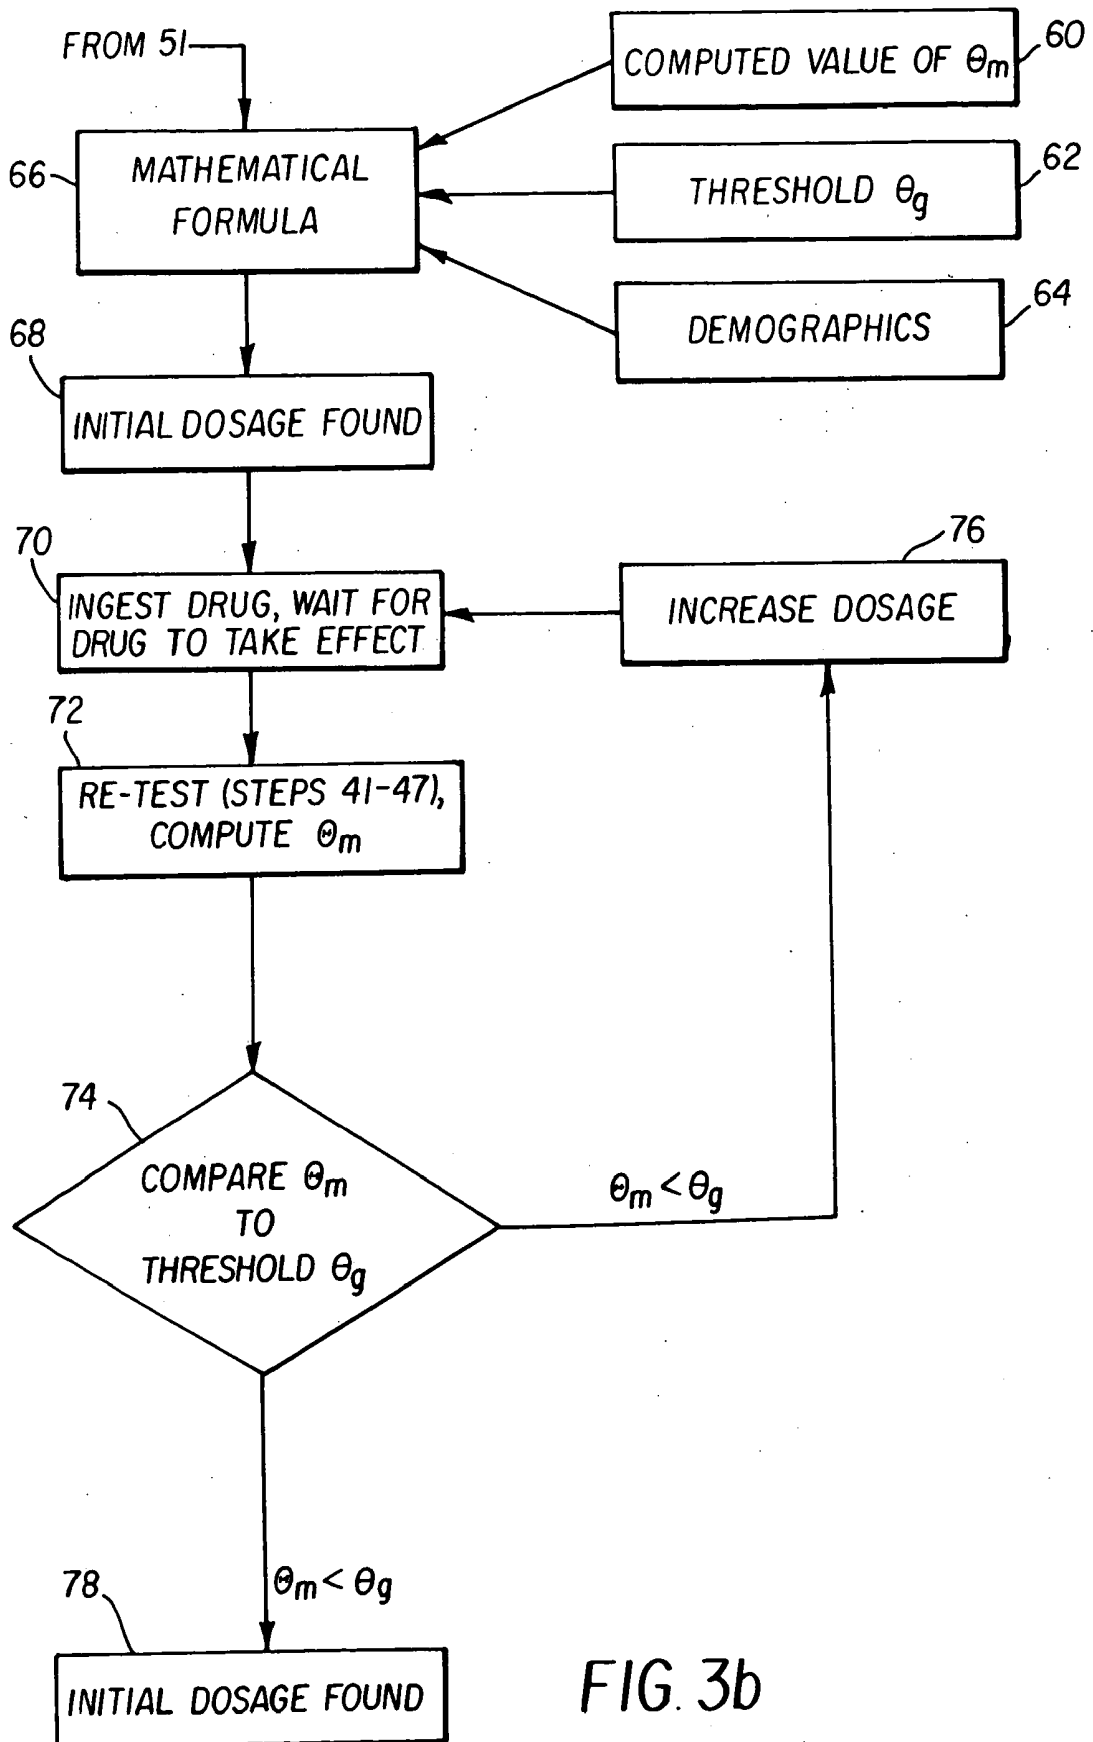 FROM 51
COMPUTED VALUE OF Θm
60
66
MATHEMATICAL
FORMULA
THRESHOLD θg
62
DEMOGRAPHICS
64
68
INITIAL DOSAGE FOUND
70
INGEST DRUG, WAIT FOR
DRUG TO TAKE EFFECT
76
INCREASE DOSAGE
72
RE-TEST (STEPS 41-47),
COMPUTE Θm
74
COMPARE Θm
TO
THRESHOLD θg
Θm < θg
Θm < θg
78
INITIAL DOSAGE FOUND
FIG. 3b